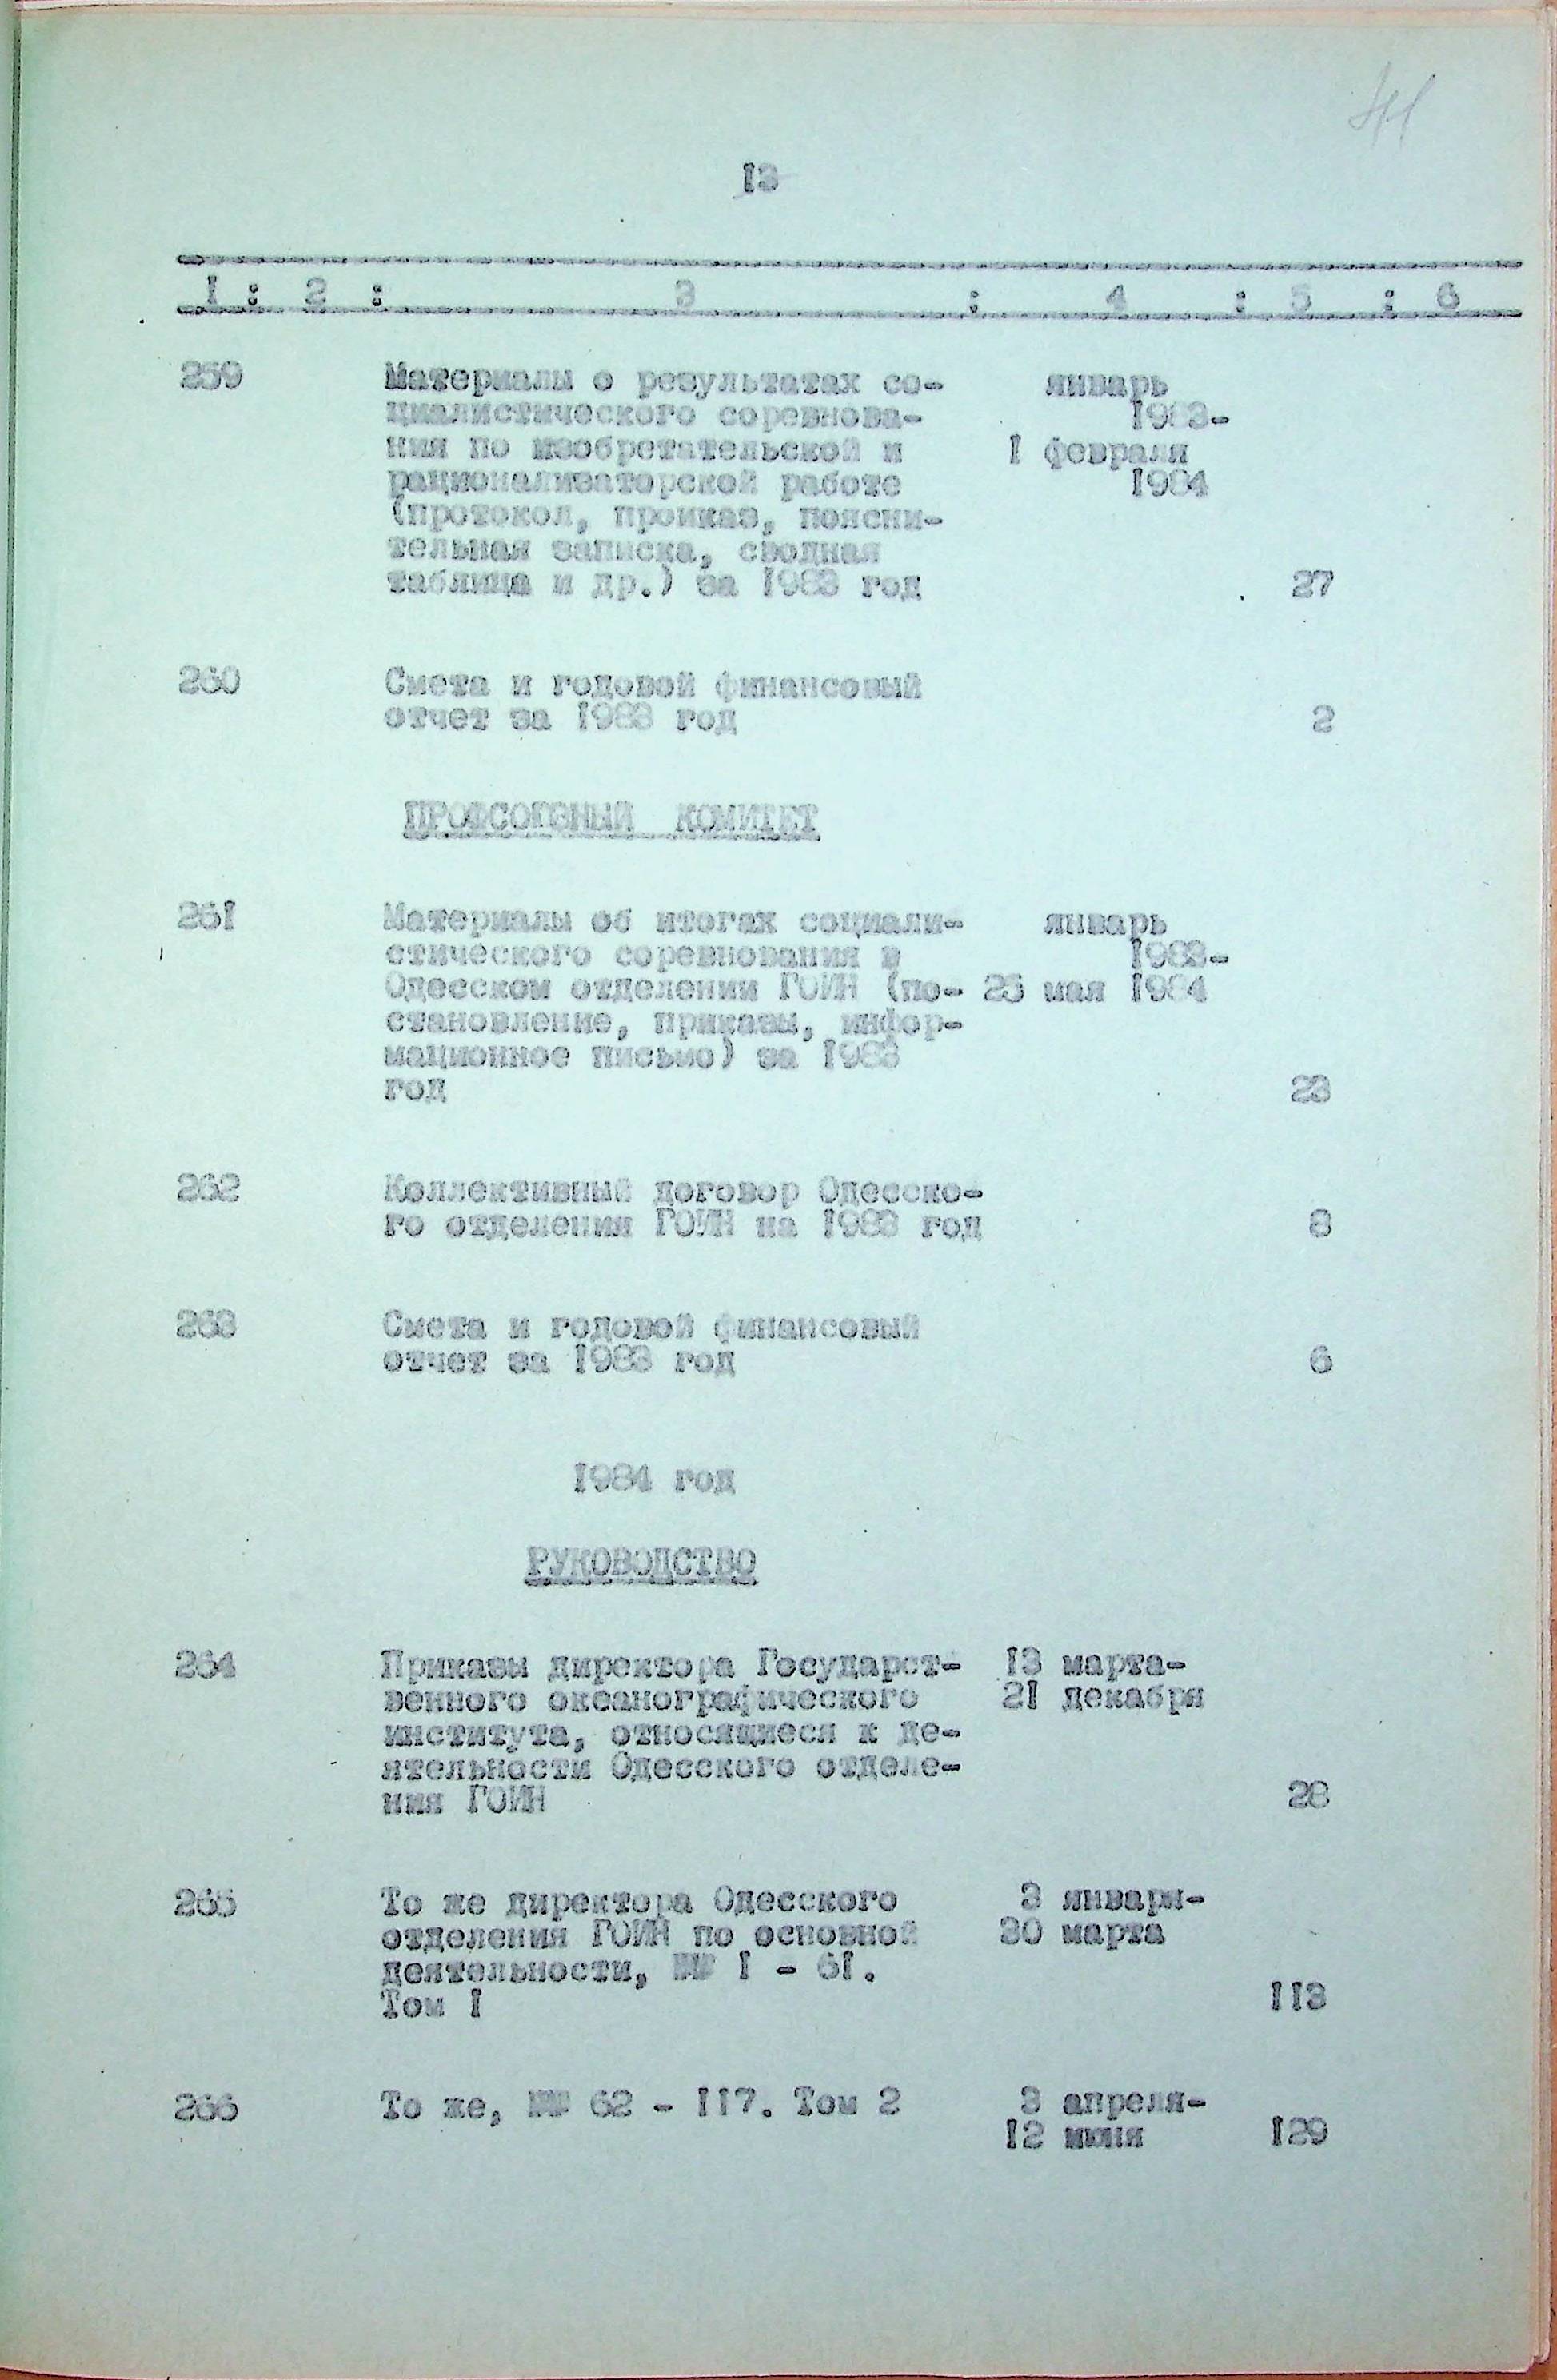 13
1 : 2 : 3 : 4 : 5 : 6
259 Материалы о результатах со- январь
циалистического соревнова- 1983-
ния по изобретательской и 1 февраля
рационализаторской работе 1984
(протокол, проиказ, поясни-
тельная записка, сводная
таблица и др.) за 1983 год 27
260 Смета и годовой финансовый
отчет за 1983 год 2
ПРОФСОЮЗНЫЙ КОМИТЕТ
261 Материалы об итогах социали- январь
стического соревнования в 1983-
Одесском отделении ГОИН (по- 25 мая 1984
становление, приказы, инфор-
мационное письмо) за 1983
год 23
262 Коллективный договор Одесско-
го отделения ГОИН на 1983 год 8
263 Смета и годовой финансовый
отчет за 1983 год 6
1984 год
РУКОВОДСТВО
264 Приказы директора Государст- 13 марта-
венного океанографического 21 декабря
института, относящиеся к де-
ятельности Одесского отделе-
ния ГОИН 28
265 То же директора Одесского 3 января-
отделения ГОИН по основной 30 марта
деятельности, №№ 1 - 61.
Том 1 113
266 То же, №№ 62 - 117. Том 2 3 апреля-
12 июня 129